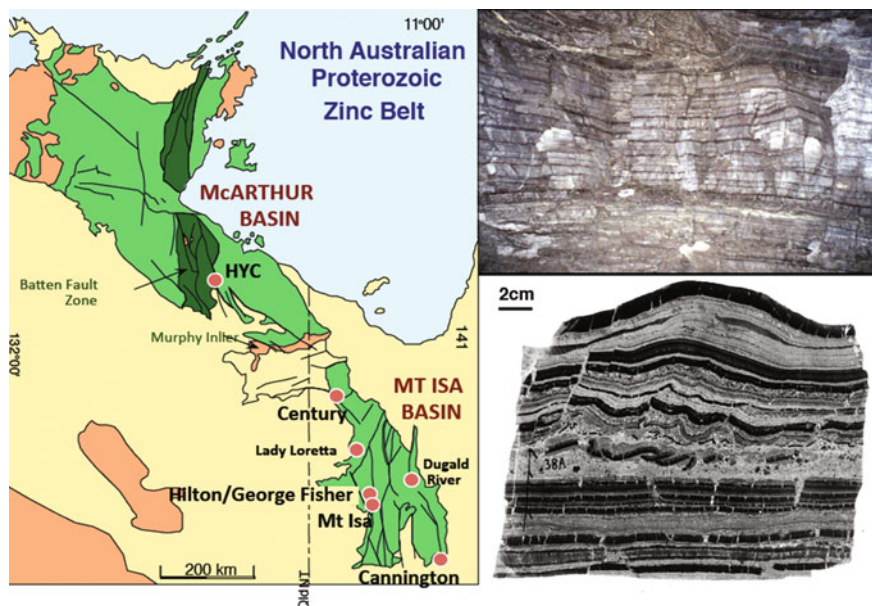 11°00'
North Australian
Proterozoic
Zinc Belt
McARTHUR
BASIN
HYC
Batten Fault
Zone
Murphy Inlier
132°00'
141
MT ISA
BASIN
Century
Lady Loretta
Dugald
River
Hilton/George Fisher
Mt Isa
Cannington
200 km
2cm
38A